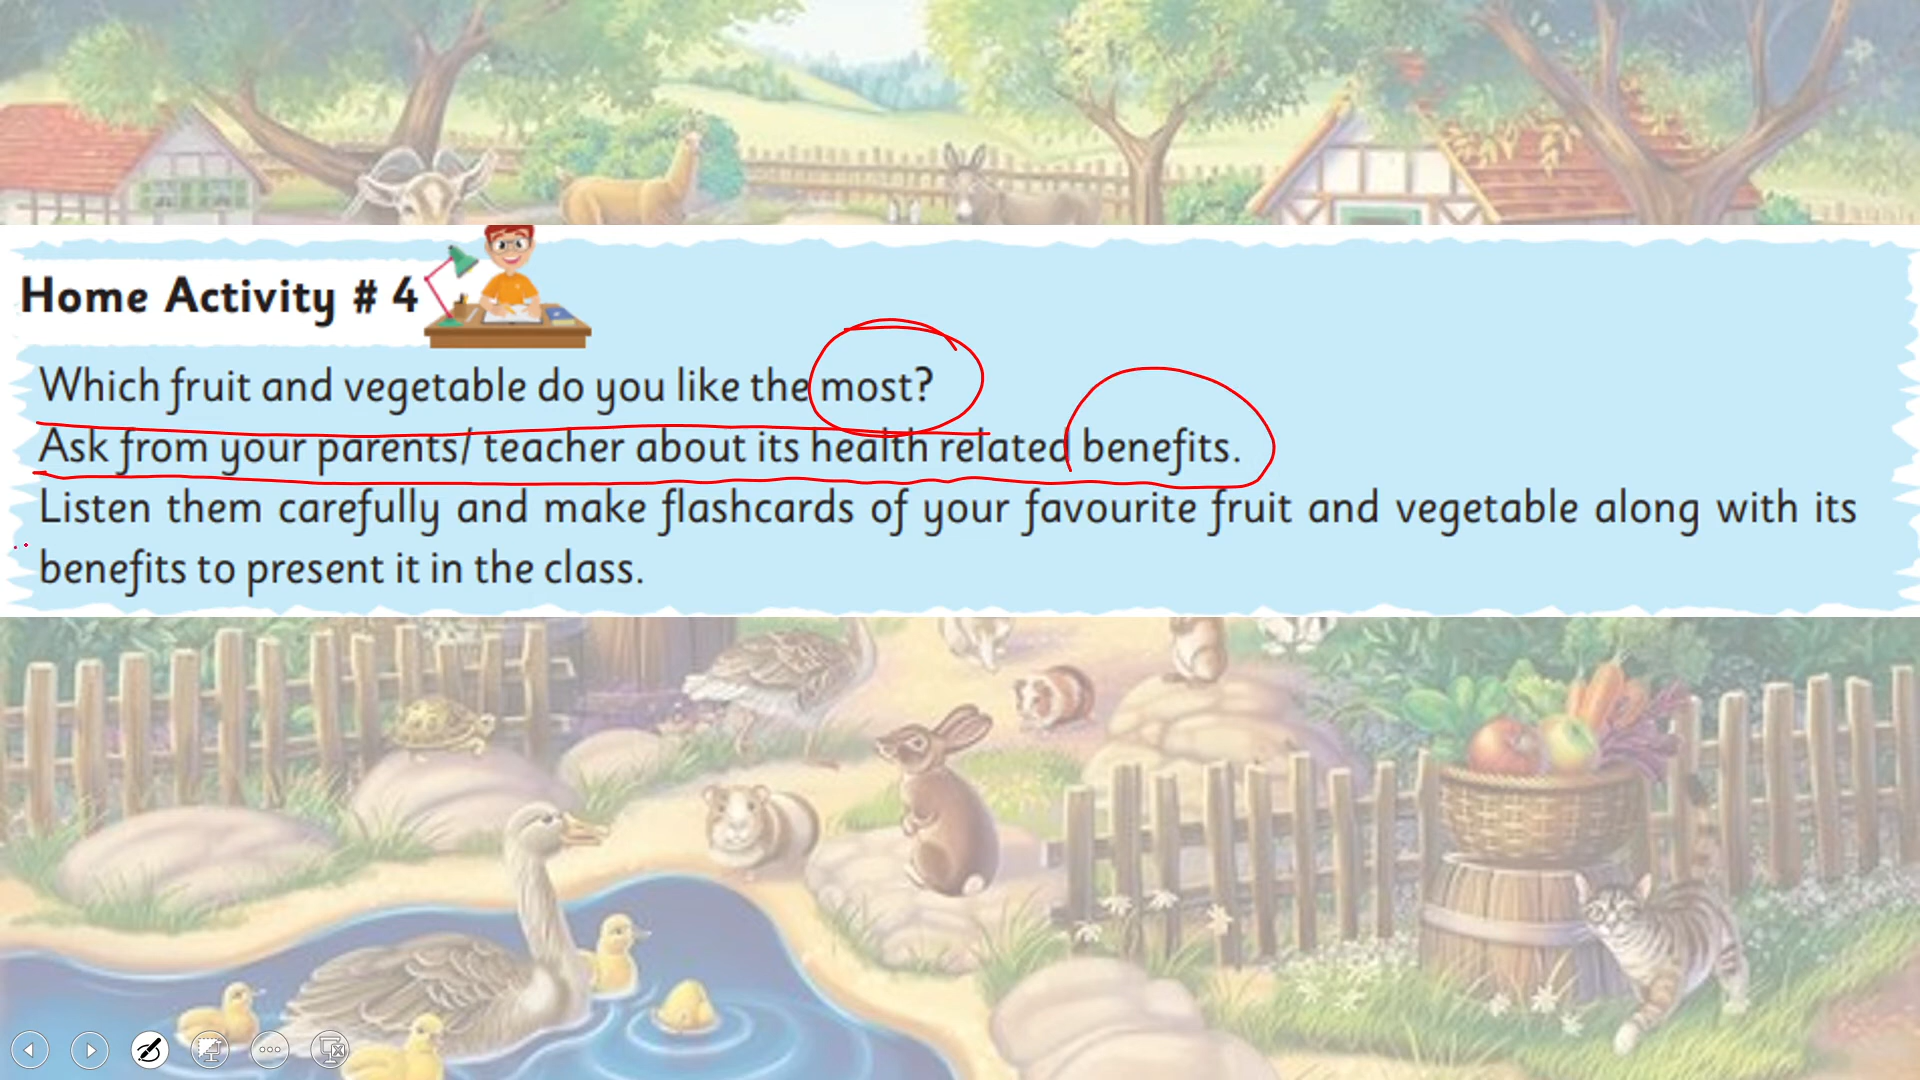 Home Activity # 4
Which fruit and vegetable do you like the most?
Ask from your parents/ teacher about its health related benefits.
Listen them carefully and make flashcards of your favourite fruit and vegetable along with its
benefits to present it in the class.